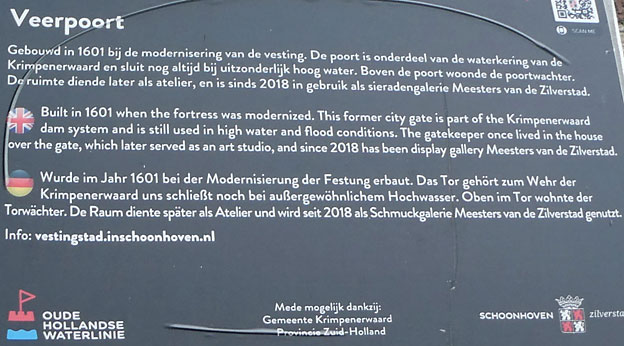 SCAN ME
Veerpoort
Gebouwd in 1601 bij de modernisering van de vesting. De poort is onderdeel van de waterkering van de
Krimpenerwaard en sluit nog altijd bij uitzonderlijk hoog water. Boven de poort woonde de poortwachter.
De ruimte diende later als atelier, en is sinds 2018 in gebruik als sieradengalerie Meesters van de Zilverstad.
Built in 1601 when the fortress was modernized. This former city gate is part of the Krimpenerwaard
dam system and is still used in high water and flood conditions. The gatekeeper once lived in the house
over the gate, which later served as an art studio, and since 2018 has been display gallery Meesters van de Zilverstad.
Wurde im Jahr 1601 bei der Modernisierung der Festung erbaut. Das Tor gehört zum Wehr der
Krimpenerwaard uns schließt noch bei außergewöhnlichem Hochwasser. Oben im Tor wohnte der
Torwächter. De Raum diente später als Atelier und wird seit 2018 als Schmuckgalerie Meesters van de Zilverstad genutzt.
Info: vestingstad.inschoonhoven.nl
OUDE
HOLLANDSE
WATERLINIE
Mede mogelijk dankzij:
Gemeente Krimpenerwaard
Provincie Zuid-Holland
SCHOONHOVEN zilversta